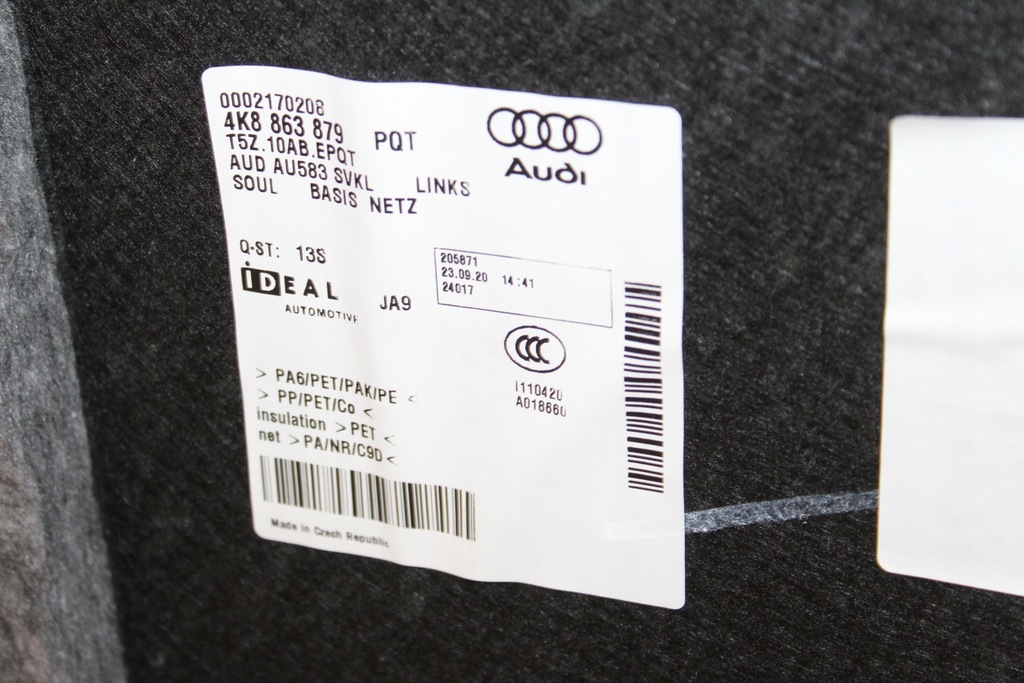 0002170208
4K8 863 879 PQT
T5Z.10AB.EPQT
AUD AU583 SVKL LINKS
SOUL BASIS NETZ
Audi
Q-ST: 13S
iDEAL
AUTOMOTIVE
JA9
205871
23.09.20 14:41
24017
CCC
I110420
A018660
> PA6/PET/PAK/PE <
> PP/PET/Co <
insulation >PET <
net >PA/NR/C9D<
Made in Czech Republic